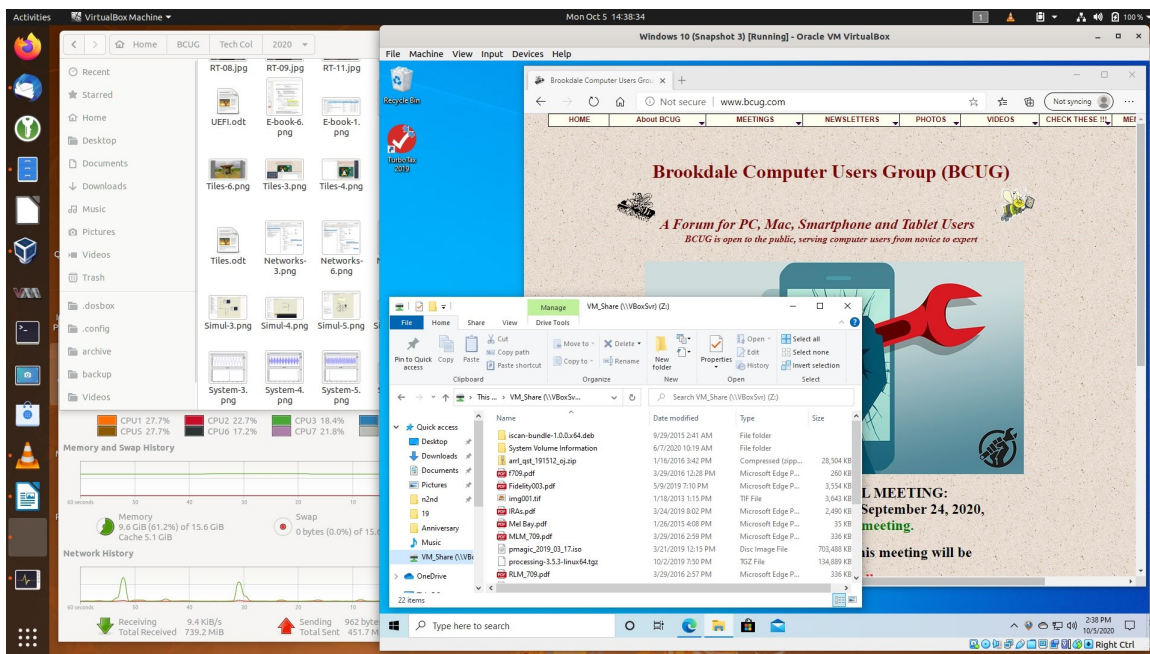 Activities
VirtualBox Machine
Mon Oct 5 14:38:34
1
100%
Home BCUG Tech Col 2020
Recent
Starred
Home
Desktop
Documents
Downloads
Music
Pictures
Videos
Trash
.dosbox
.config
archive
backup
Videos
RT-08.jpg RT-09.jpg RT-11.jpg
UEFI.odt E-book-6.png E-book-1.png
Tiles-6.png Tiles-3.png Tiles-4.png
Tiles.odt Networks-3.png Networks-6.png
Simul-3.png Simul-4.png Simul-5.png
System-3.png System-4.png System-5.png
CPU1 27.7% CPU2 22.7% CPU3 18.4%
CPU5 27.7% CPU6 17.2% CPU7 21.8%
Memory and Swap History
60 seconds 50 40 30 20 10
Memory
9.6 GiB (61.2%) of 15.6 GiB
Cache 5.1 GiB
Swap
0 bytes (0.0%) of 15.
Network History
60 seconds 50 40 30 20 10
Receiving 9.4 KiB/s
Total Received 739.2 MiB
Sending 962 byte
Total Sent 451.7 M
Windows 10 (Snapshot 3) [Running] - Oracle VM VirtualBox
File Machine View Input Devices Help
Recycle Bin
TurboTax 2019
Brookdale Computer Users Grou
Not secure | www.bcug.com
Not syncing
HOME About BCUG MEETINGS NEWSLETTERS PHOTOS VIDEOS CHECK THESE !!! MEI
Brookdale Computer Users Group (BCUG)
A Forum for PC, Mac, Smartphone and Tablet Users
BCUG is open to the public, serving computer users from novice to expert
L MEETING:
September 24, 2020,
meeting.
his meeting will be
Manage VM_Share (\\VBoxSvr) (Z:)
File Home Share View Drive Tools
Pin to Quick access
Copy
Paste
Cut
Copy path
Paste shortcut
Clipboard
Move to
Copy to
Delete
Rename
Organize
New folder
New
Properties
Open
Edit
History
Open
Select all
Select none
Invert selection
Select
This ... VM_Share (\\VBoxSv...
Search VM_Share (\\VBoxSvr) (Z:)
Quick access
Desktop
Downloads
Documents
Pictures
n2nd
19
Anniversary
Music
VM_Share (\\VB
OneDrive
Name Date modified Type Size
iscan-bundle-1.0.0.x64.deb 9/29/2015 2:41 AM File folder
System Volume Information 6/7/2020 10:19 AM File folder
arrl_qst_191512_oj.zip 1/16/2016 3:42 PM Compressed (zipp... 28,504 KB
f709.pdf 3/29/2016 12:28 PM Microsoft Edge P... 260 KB
Fidelity003.pdf 5/9/2019 7:10 PM Microsoft Edge P... 3,554 KB
img001.tif 1/18/2013 1:15 PM TIF File 3,643 KB
IRAs.pdf 3/24/2019 8:02 PM Microsoft Edge P... 2,490 KB
Mel Bay.pdf 1/26/2015 4:08 PM Microsoft Edge P... 35 KB
MLM_709.pdf 3/29/2016 2:59 PM Microsoft Edge P... 336 KB
pmagic_2019_03_17.iso 3/21/2019 12:15 PM Disc Image File 703,488 KB
processing-3.5.3-linux64.tgz 10/2/2019 7:50 PM TGZ File 134,889 KB
RLM_709.pdf 3/29/2016 2:57 PM Microsoft Edge P... 336 KB
22 items
Type here to search
2:38 PM
10/5/2020
Right Ctrl